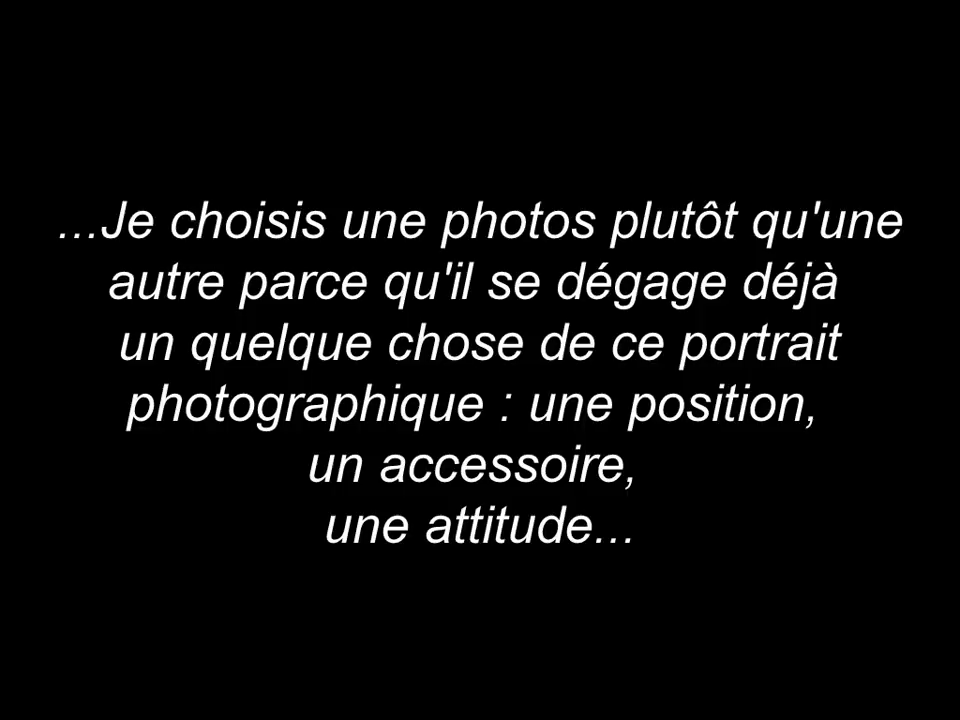 ...Je choisis une photos plutôt qu'une
autre parce qu'il se dégage déjà
un quelque chose de ce portrait
photographique : une position,
un accessoire,
une attitude...